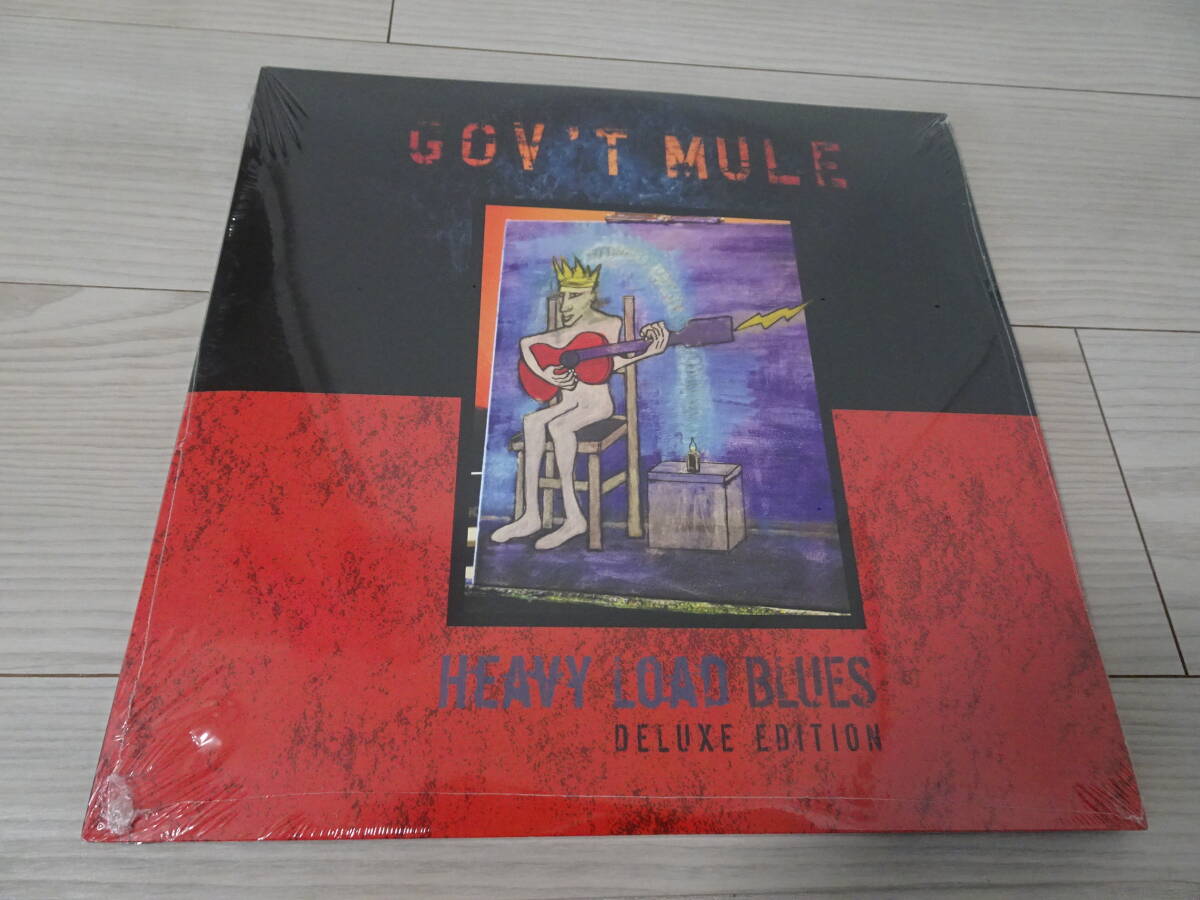 GOV'T MULE
HEAVY LOAD BLUES
DELUXE EDITION